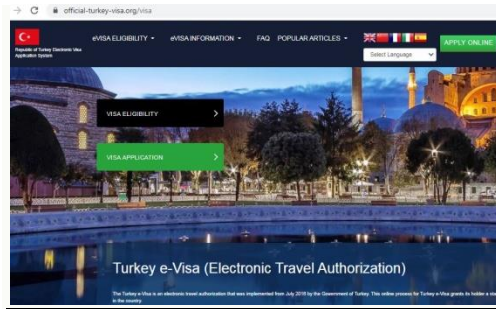 official-turkey-visa.org/visa
eVISA ELIGIBILITY eVISA INFORMATION FAQ POPULAR ARTICLES
Republic of Turkey Electronic Visa
Application System
Select Language
APPLY ONLINE
VISA ELIGIBILITY
VISA APPLICATION
Turkey e-Visa (Electronic Travel Authorization)
The Turkey e-Visa is an electronic travel authorization that was implemented from July 2016 by the Government of Turkey. This online process for Turkey e-Visa grants its holder a
in the country.